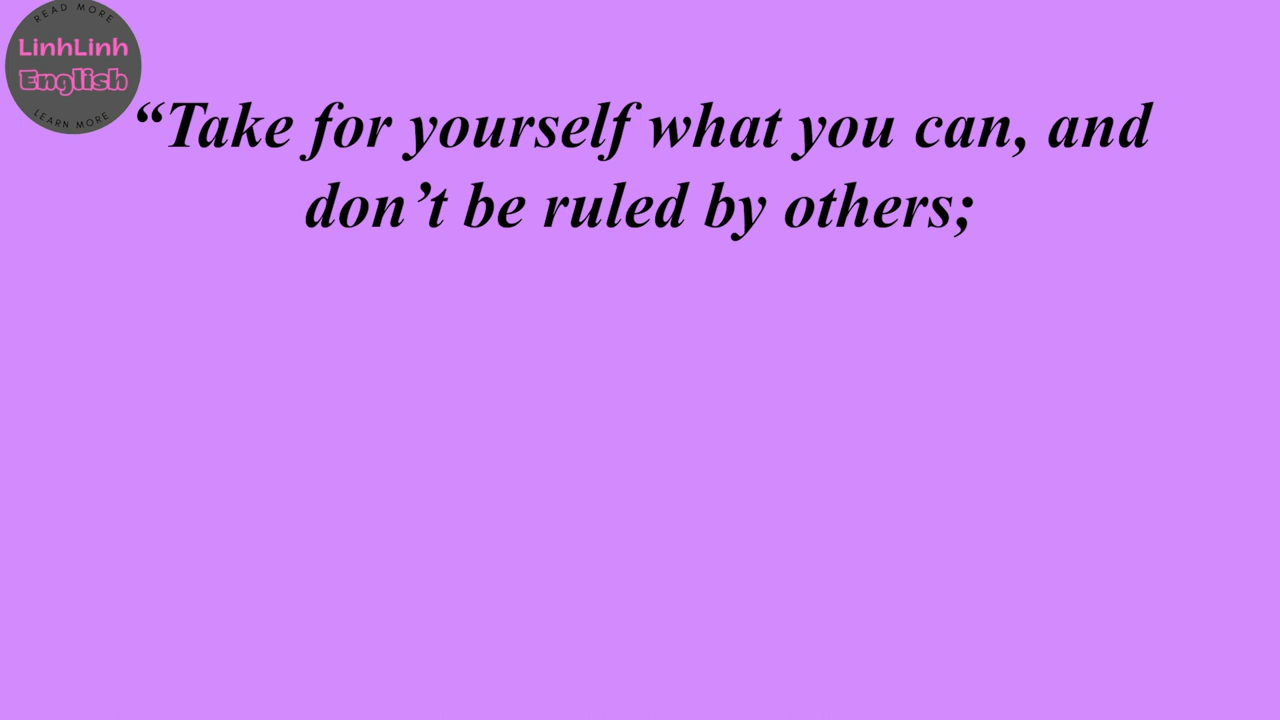 READ MORE
LinhLinh
English
LEARN MORE
“Take for yourself what you can, and
don’t be ruled by others;